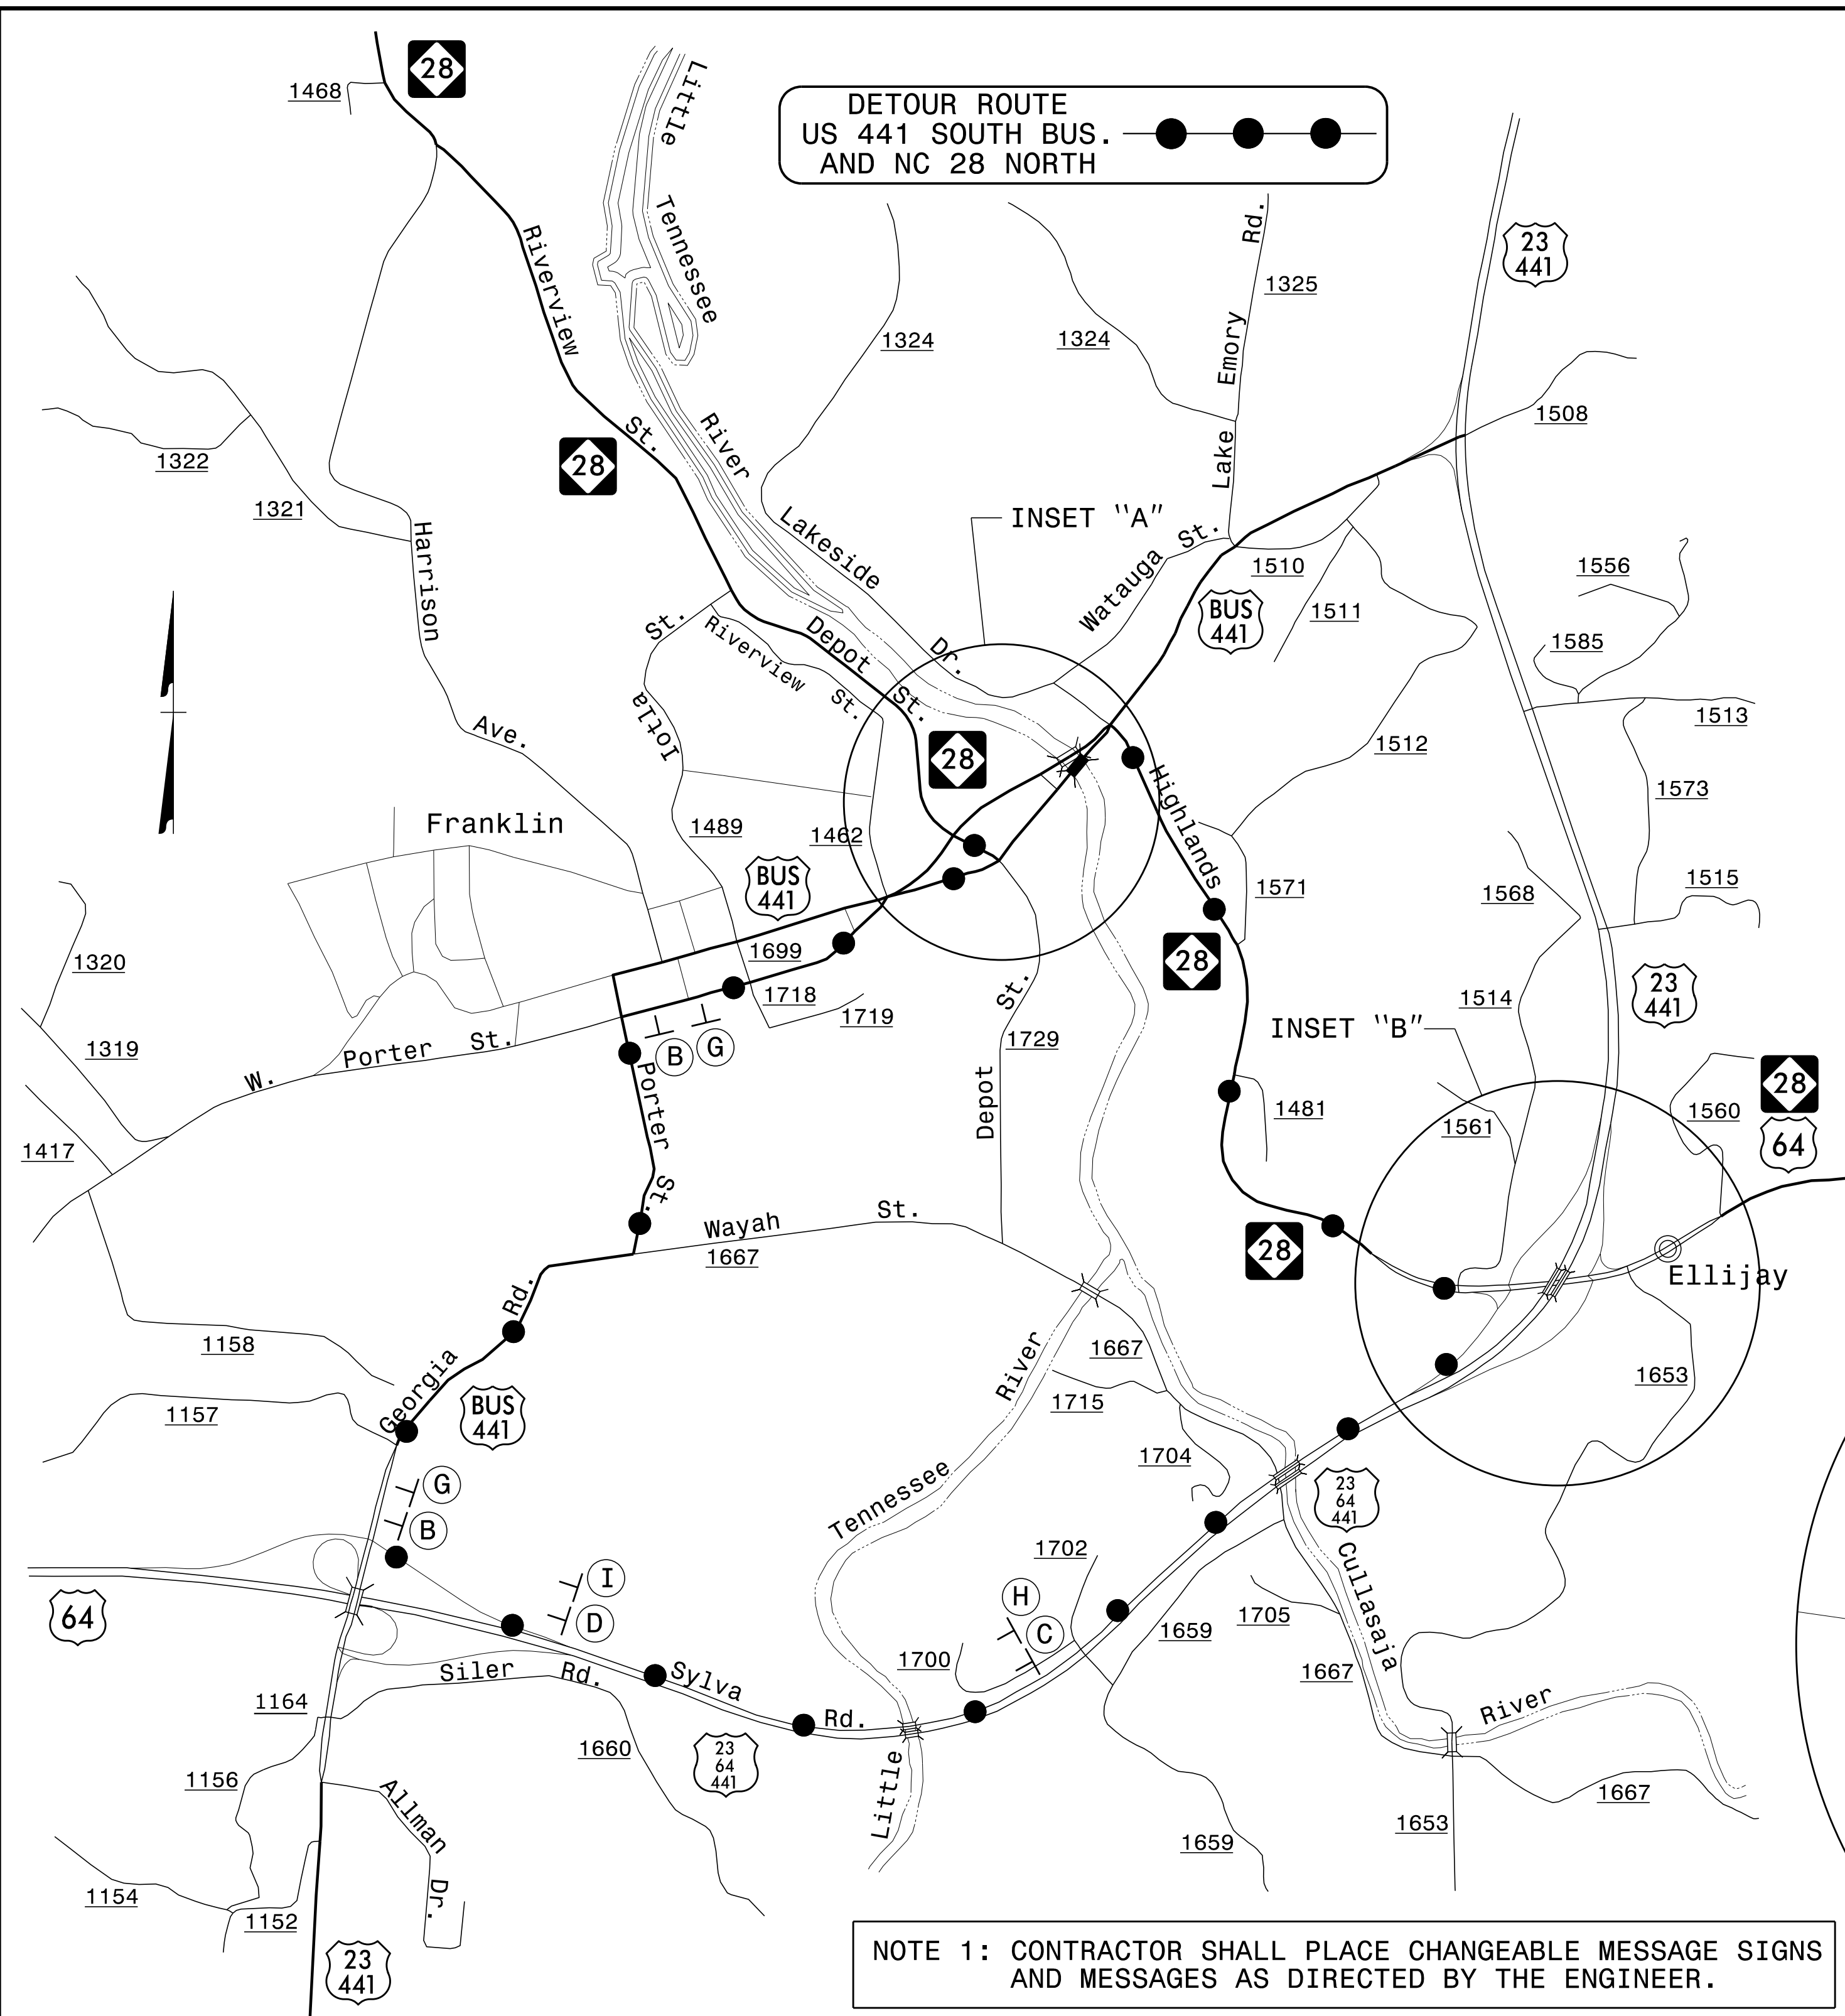 28
1468
Little
DETOUR ROUTE
US 441 SOUTH BUS.
AND NC 28 NORTH
Tennessee
Riverview
St.
River
28
1324
1324
Lake Emory Rd.
1325
23
441
1508
1322
1321
Harrison
Ave.
Lakeside
Dr.
INSET "A"
Watauga St.
1510
1511
BUS
441
1556
1585
1513
1512
1573
St.
Iotla
Riverview
St.
Depot
St.
28
Highlands
Franklin
1489
1462
BUS
441
1571
1568
1515
1320
1699
1718
1719
28
23
441
1514
1319
W.
Porter
St.
B
G
Porter
St.
Depot
St.
1729
INSET "B"
28
64
1417
1481
1561
1560
Wayah
St.
1667
28
Ellijay
1158
Georgia
Rd.
BUS
441
River
1667
1715
1653
1157
1704
23
64
441
G
B
Tennessee
64
I
D
1702
H
C
1705
Cullasaja
1659
1700
1667
Siler
Rd.
Sylva
Rd.
1164
River
1660
23
64
441
Little
1156
Allman
Dr.
1667
1653
1659
1154
1152
23
441
NOTE 1: CONTRACTOR SHALL PLACE CHANGEABLE MESSAGE SIGNS
AND MESSAGES AS DIRECTED BY THE ENGINEER.